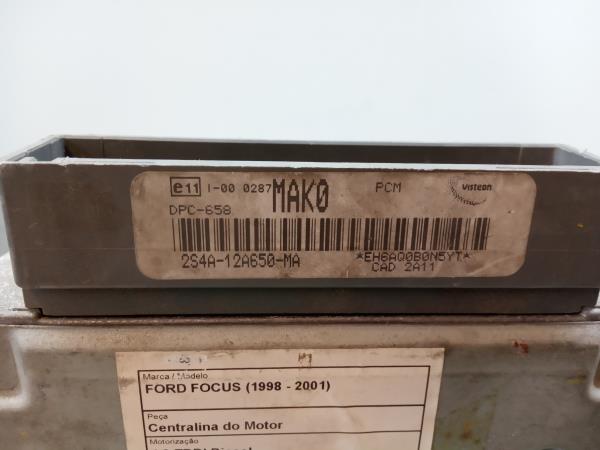 e11 I-00 0287 MAK0 PCM visteon
DPC-658
2S4A-12A650-MA *EH6AQ0B0N5YT*
CAD 2A11
Marca / Modelo
FORD FOCUS (1998 - 2001)
Peça
Centralina do Motor
Motorização